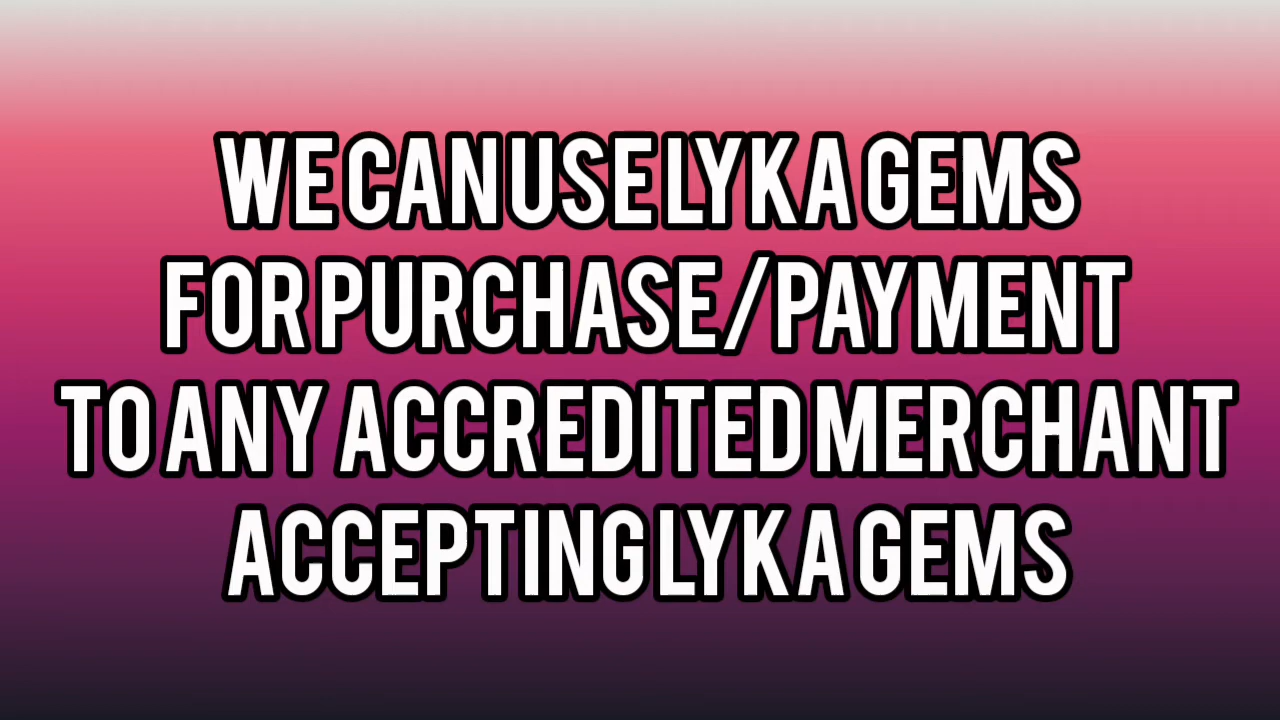 WE CAN USE LYKA GEMS
FOR PURCHASE/PAYMENT
TO ANY ACCREDITED MERCHANT
ACCEPTING LYKA GEMS